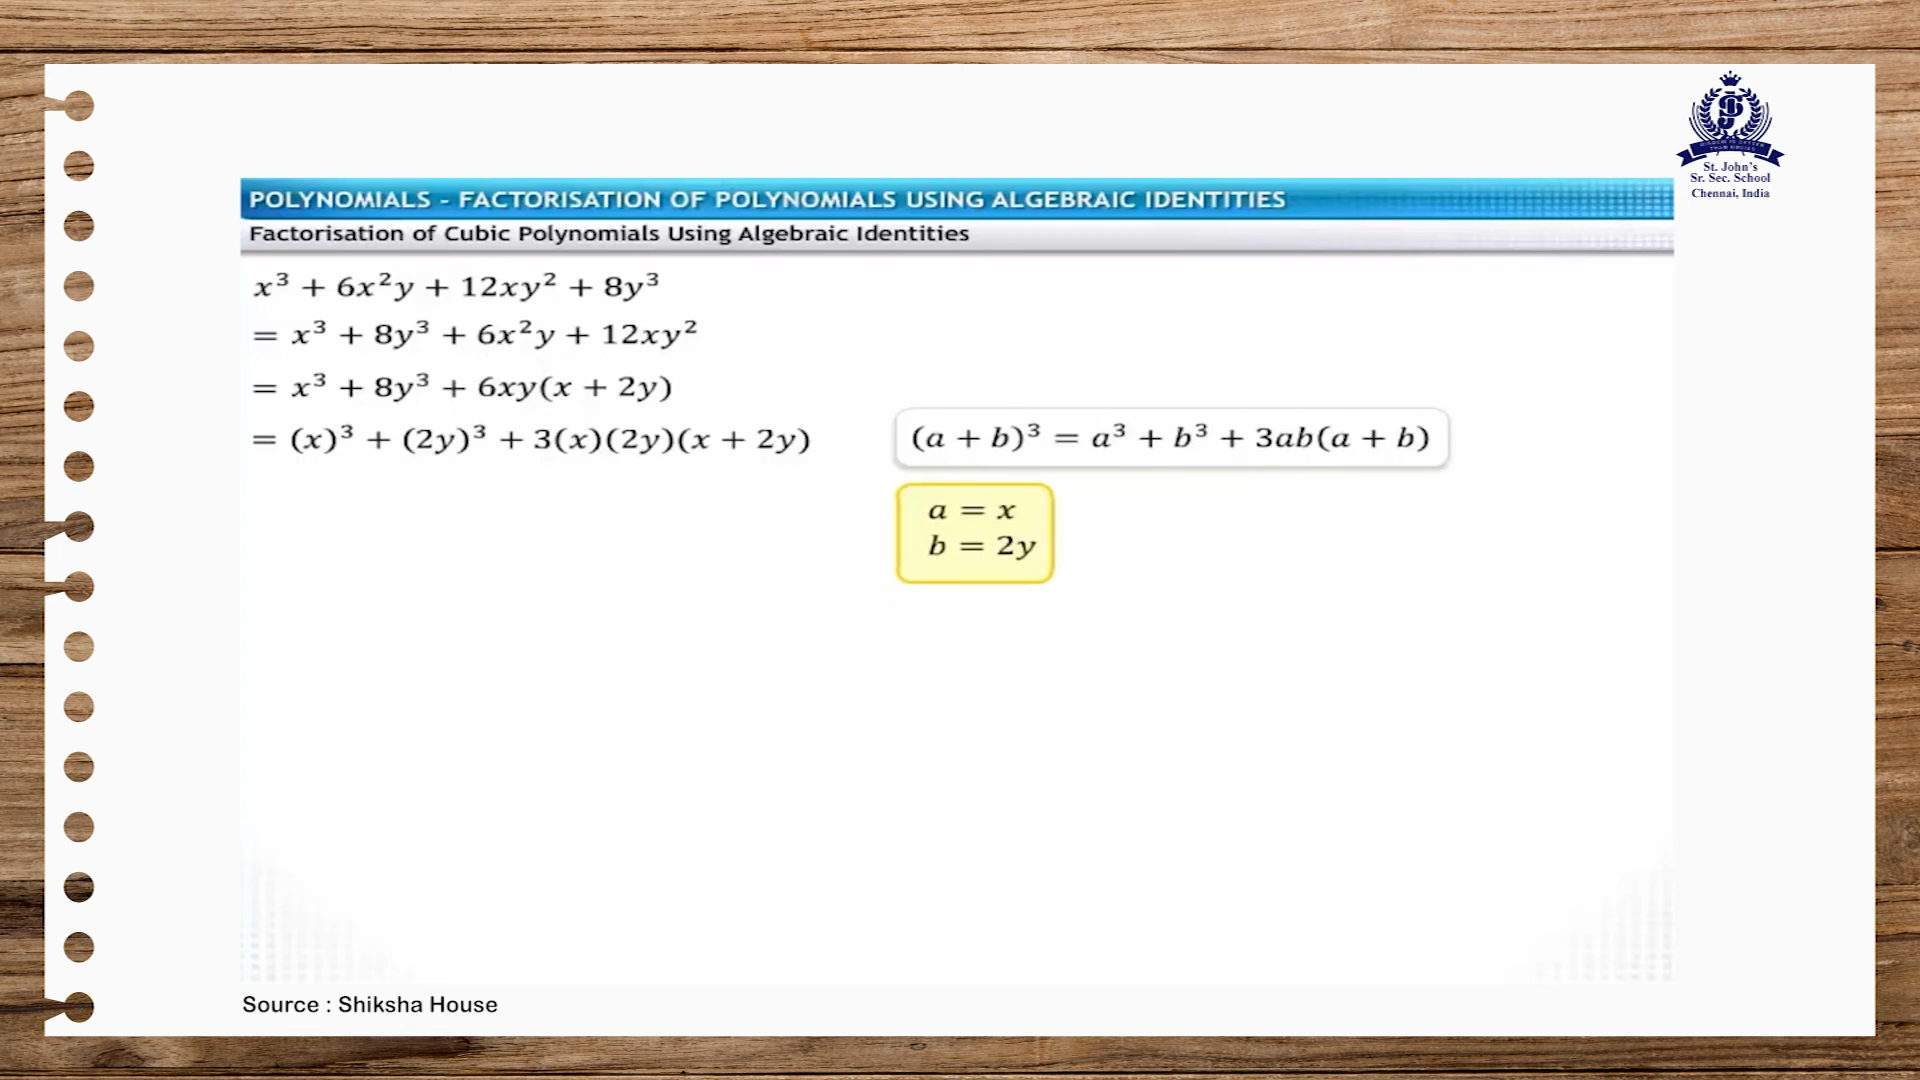 St. John's
Sr. Sec. School
Chennai, India
POLYNOMIALS - FACTORISATION OF POLYNOMIALS USING ALGEBRAIC IDENTITIES
Factorisation of Cubic Polynomials Using Algebraic Identities
x³ + 6x²y + 12xy² + 8y³
= x³ + 8y³ + 6x²y + 12xy²
= x³ + 8y³ + 6xy(x + 2y)
= (x)³ + (2y)³ + 3(x)(2y)(x + 2y)
(a + b)³ = a³ + b³ + 3ab(a + b)
a = x
b = 2y
Source : Shiksha House